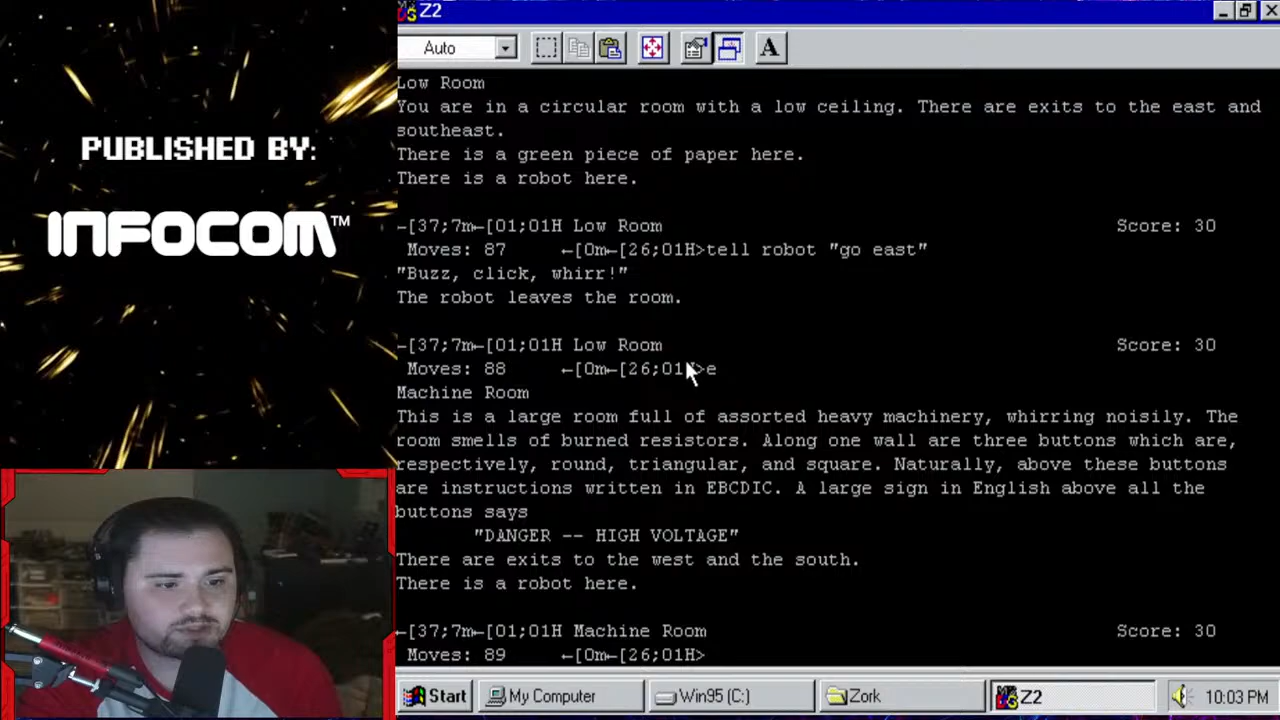 PUBLISHED BY:
INFOCOM™
Z2
Auto
A
Low Room
You are in a circular room with a low ceiling. There are exits to the east and
southeast.
There is a green piece of paper here.
There is a robot here.
←[37;7m←[01;01H Low Room Score: 30
Moves: 87 ←[0m←[26;01H>tell robot "go east"
"Buzz, click, whirr!"
The robot leaves the room.
←[37;7m←[01;01H Low Room Score: 30
Moves: 88 ←[0m←[26;01H>e
Machine Room
This is a large room full of assorted heavy machinery, whirring noisily. The
room smells of burned resistors. Along one wall are three buttons which are,
respectively, round, triangular, and square. Naturally, above these buttons
are instructions written in EBCDIC. A large sign in English above all the
buttons says
"DANGER -- HIGH VOLTAGE"
There are exits to the west and the south.
There is a robot here.
←[37;7m←[01;01H Machine Room Score: 30
Moves: 89 ←[0m←[26;01H>
Start My Computer Win95 (C:) Zork Z2 10:03 PM